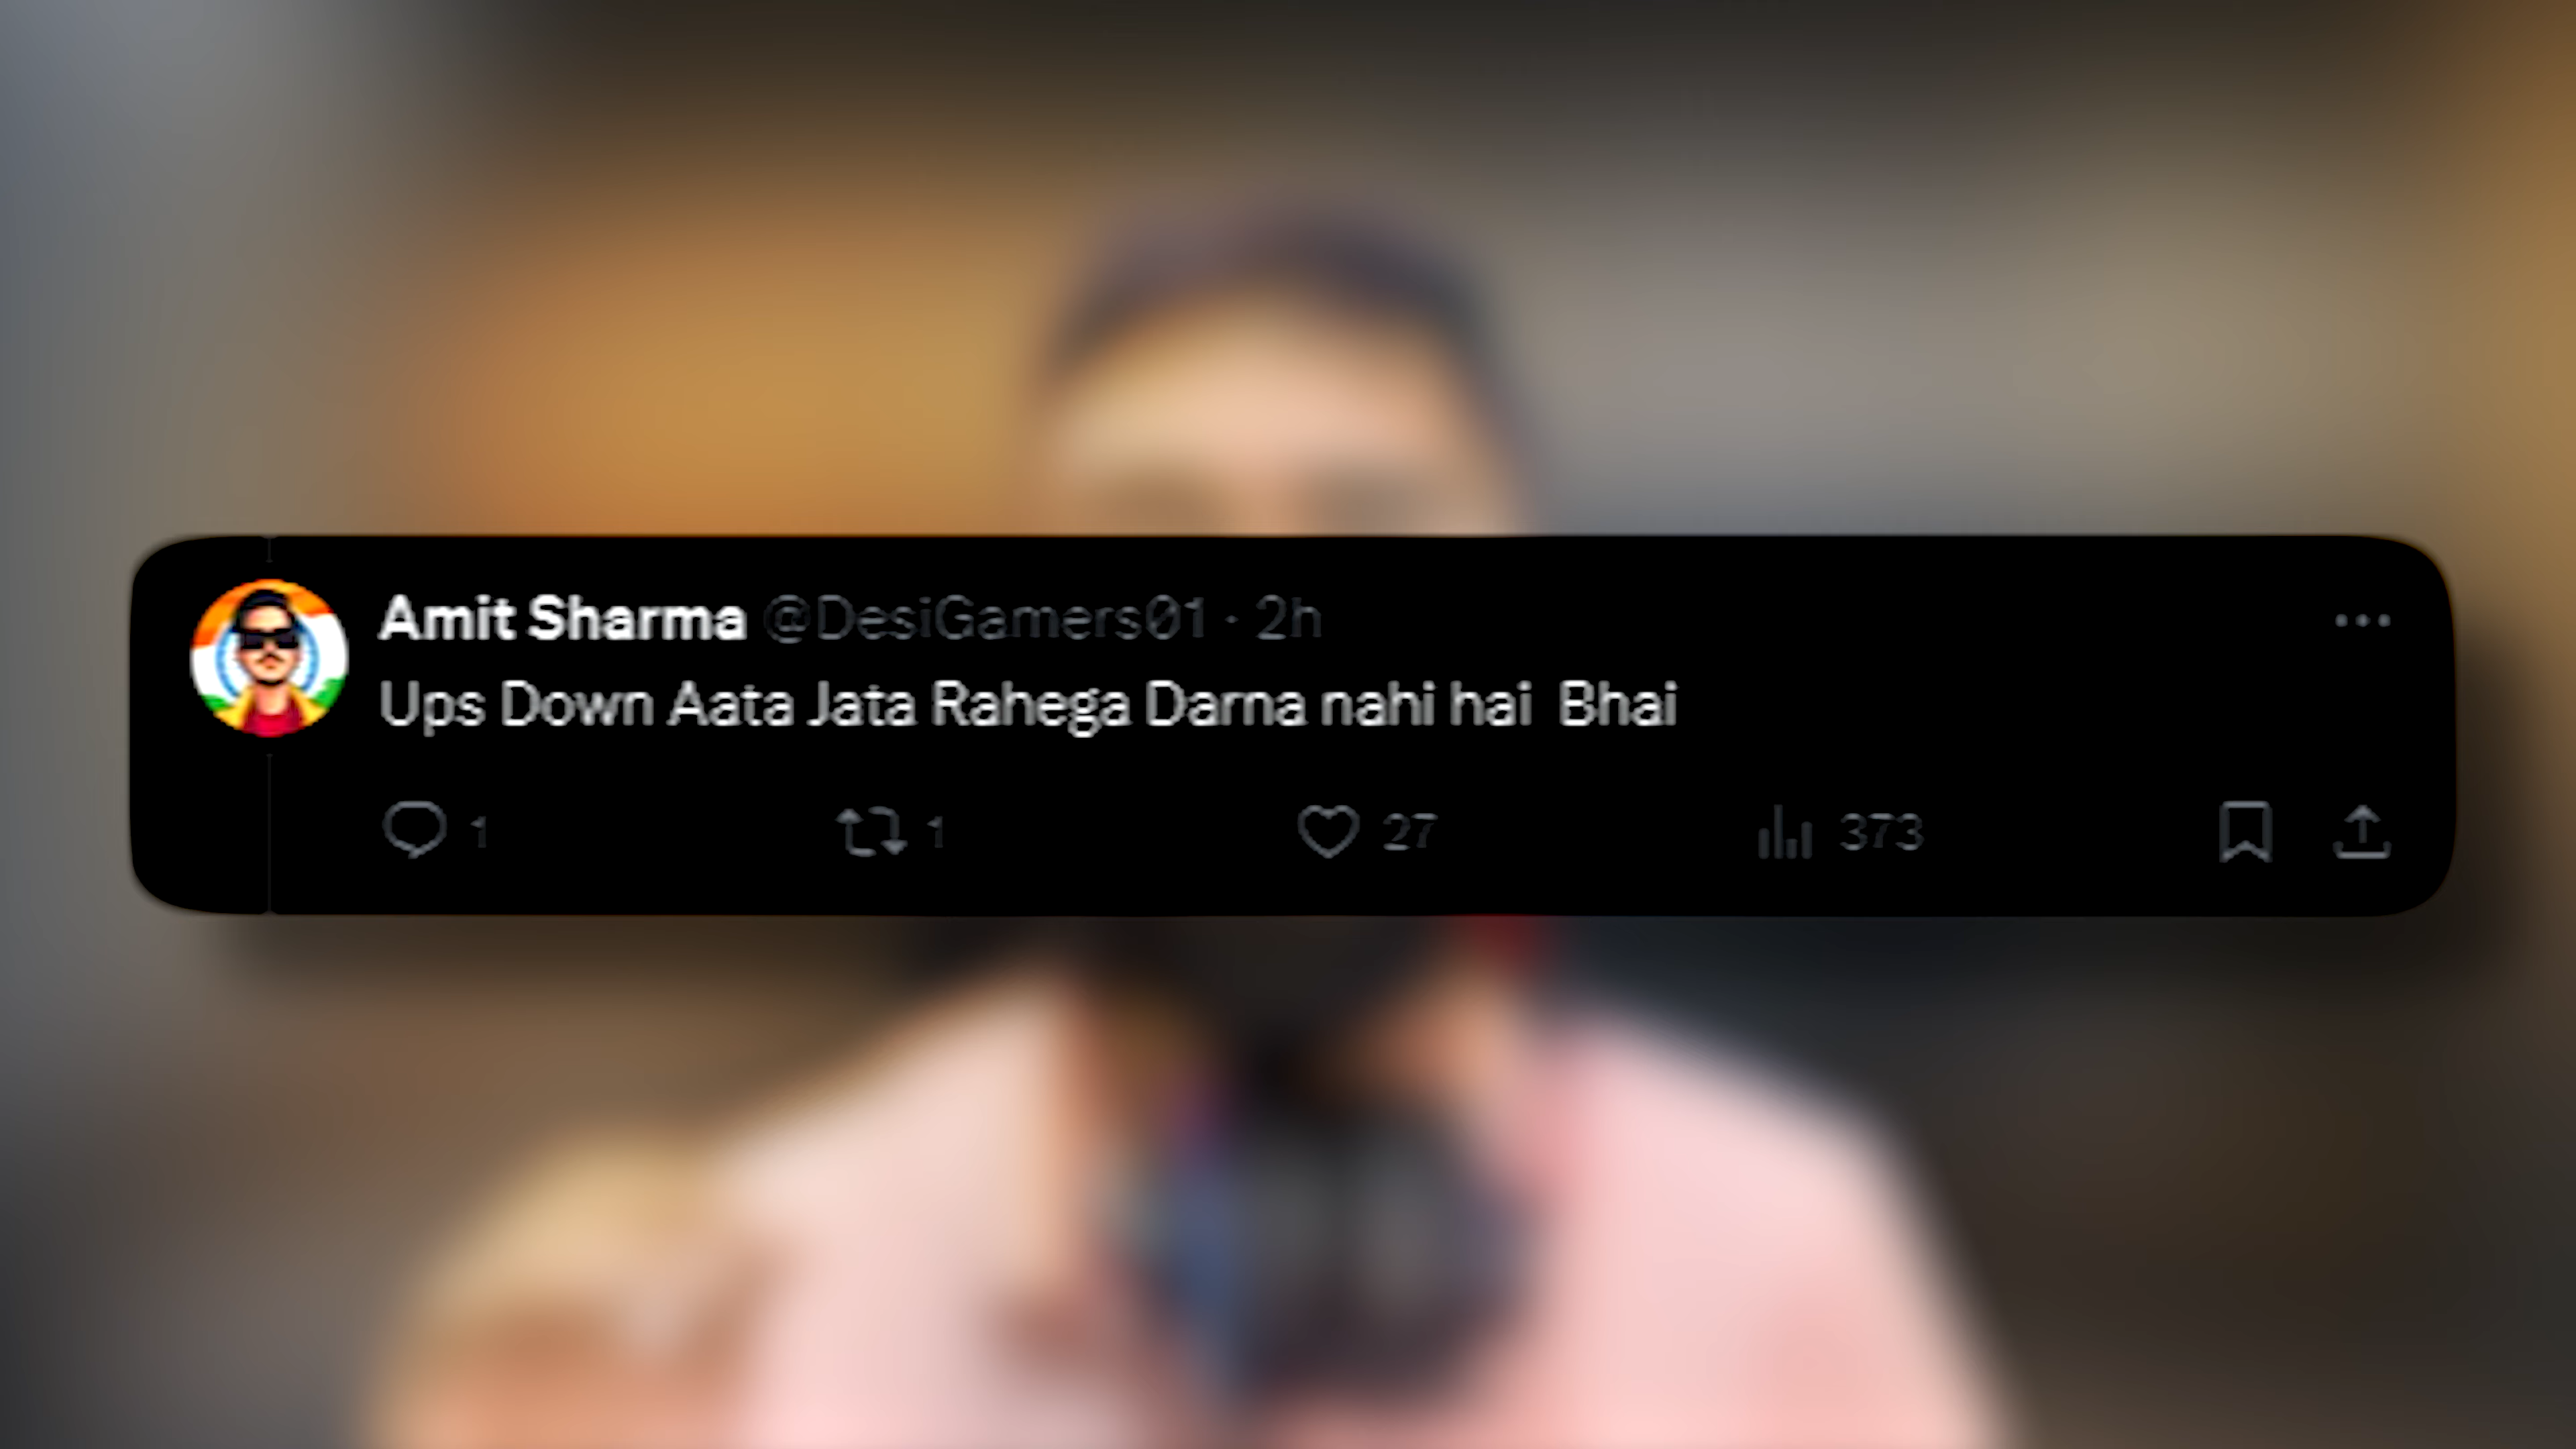 Amit Sharma @DesiGamers01 · 2h
Ups Down Aata Jata Rahega Darna nahi hai Bhai
1 1 27 373